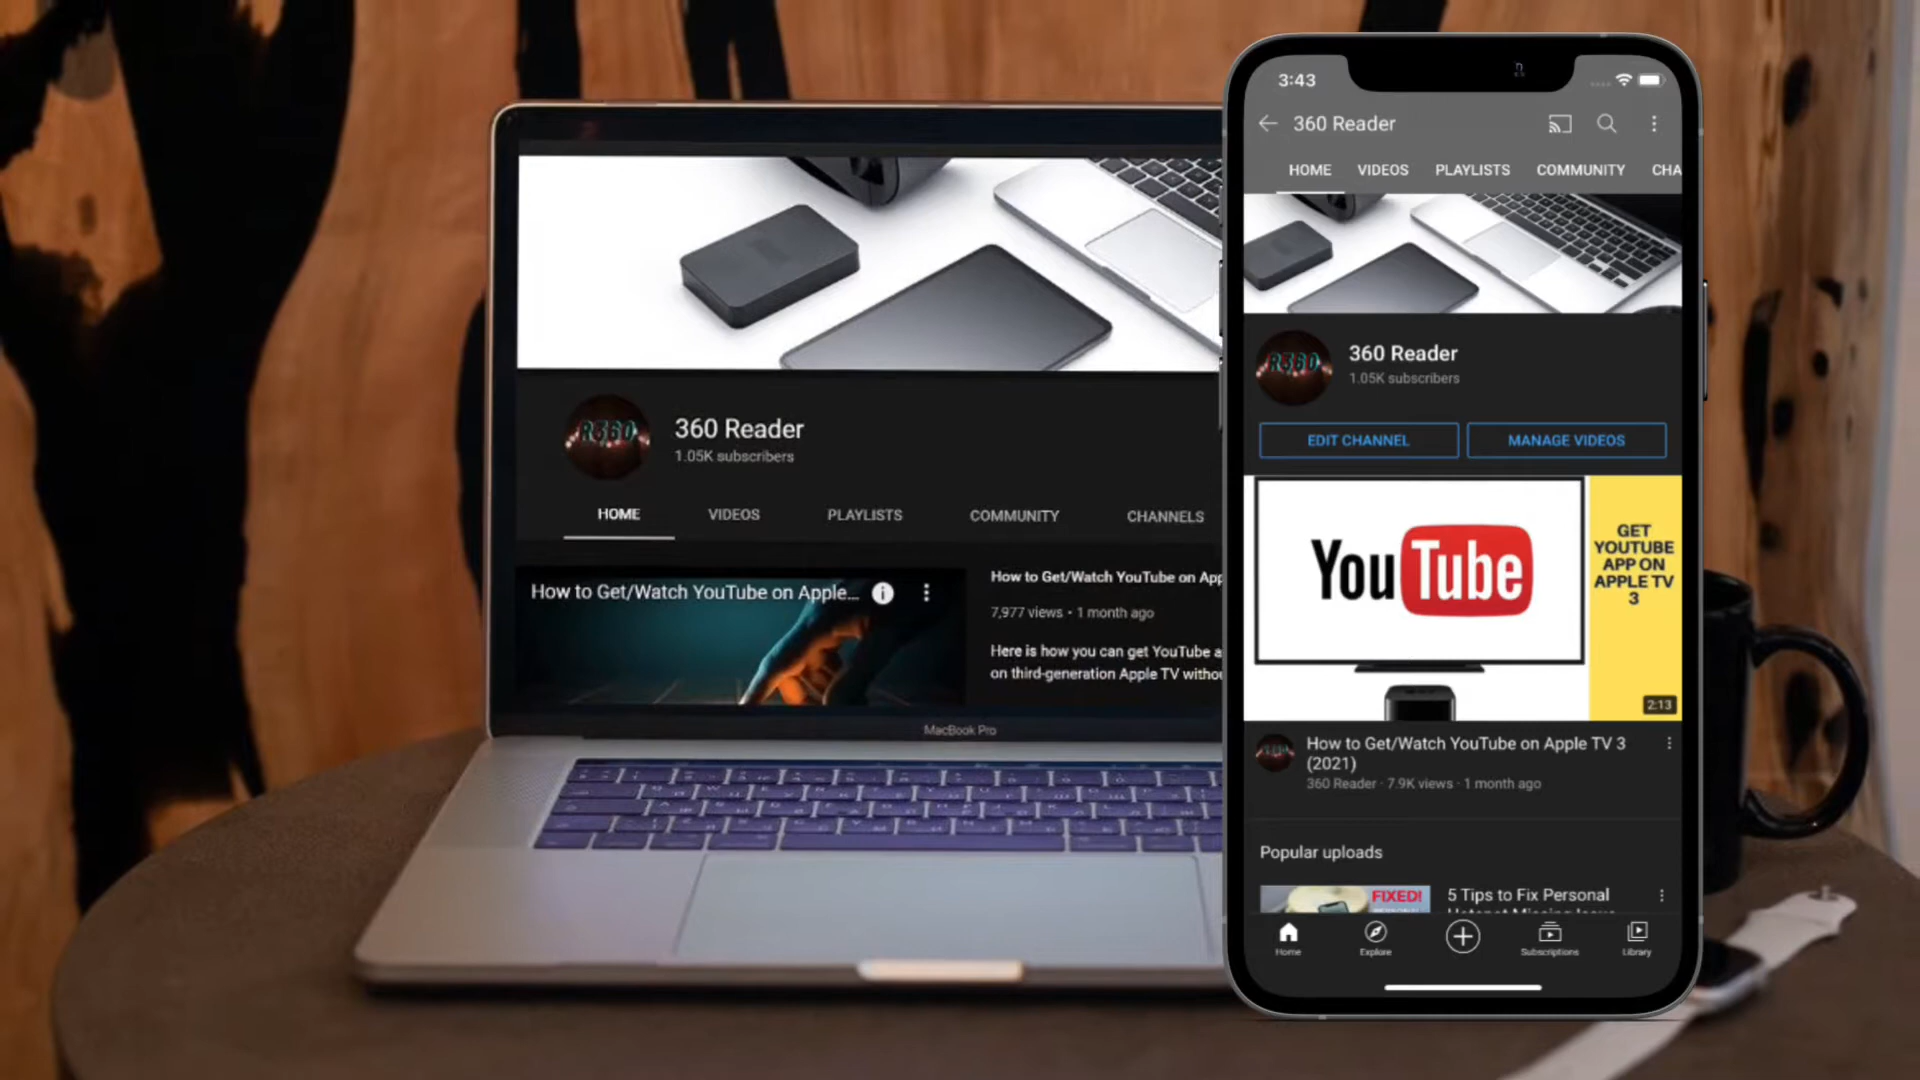 360 Reader
1.05K subscribers
HOME
VIDEOS
PLAYLISTS
COMMUNITY
CHANNELS
How to Get/Watch YouTube on Apple...
How to Get/Watch YouTube on App
7,977 views • 1 month ago
Here is how you can get YouTube a
on third-generation Apple TV witho
MacBook Pro
3:43
360 Reader
HOME VIDEOS PLAYLISTS COMMUNITY CHA
R360
360 Reader
1.05K subscribers
EDIT CHANNEL
MANAGE VIDEOS
YouTube
GET
YOUTUBE
APP ON
APPLE TV
3
2:13
How to Get/Watch YouTube on Apple TV 3
(2021)
360 Reader · 7.9K views · 1 month ago
Popular uploads
FIXED!
5 Tips to Fix Personal
Home
Explore
Subscriptions
Library
R360